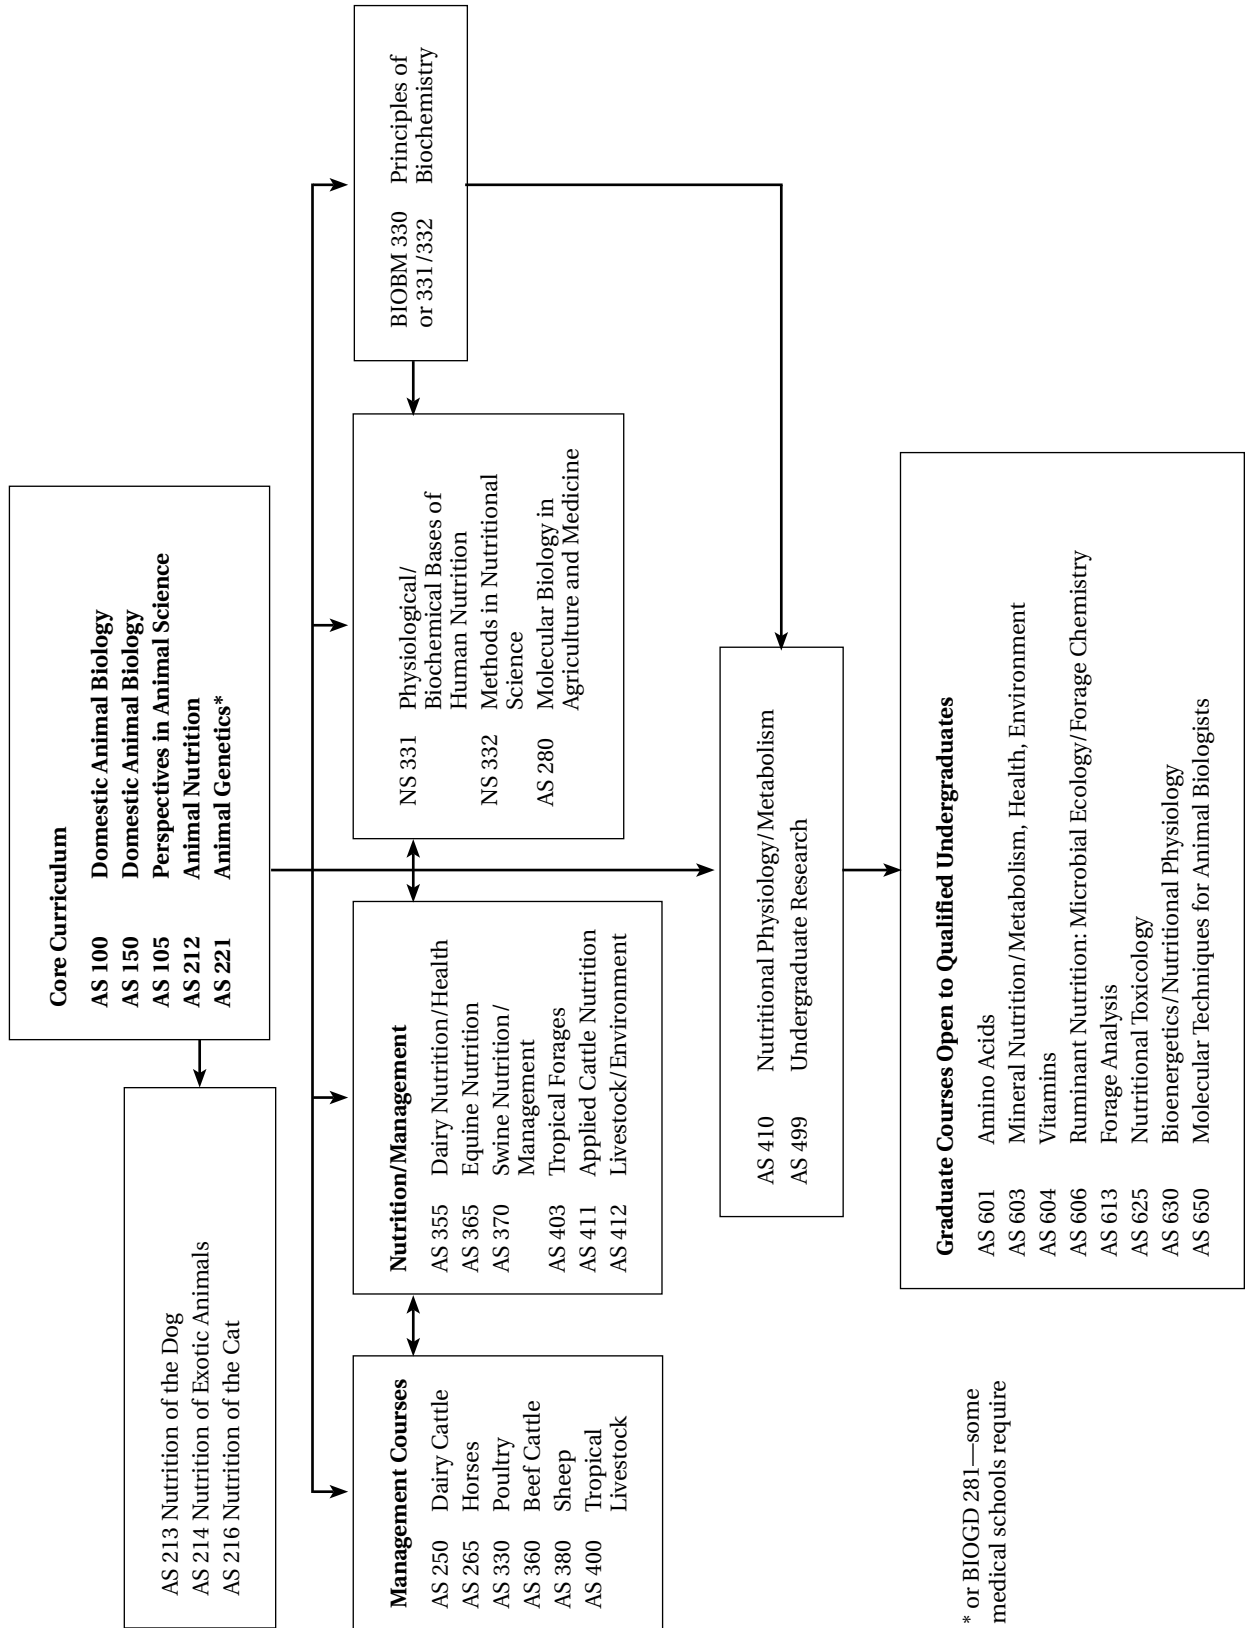 Core Curriculum
AS 100 Domestic Animal Biology
AS 150 Domestic Animal Biology
AS 105 Perspectives in Animal Science
AS 212 Animal Nutrition
AS 221 Animal Genetics*
AS 213 Nutrition of the Dog
AS 214 Nutrition of Exotic Animals
AS 216 Nutrition of the Cat
Management Courses
AS 250 Dairy Cattle
AS 265 Horses
AS 330 Poultry
AS 360 Beef Cattle
AS 380 Sheep
AS 400 Tropical
Livestock
Nutrition/Management
AS 355 Dairy Nutrition/Health
AS 365 Equine Nutrition
AS 370 Swine Nutrition/
Management
AS 403 Tropical Forages
AS 411 Applied Cattle Nutrition
AS 412 Livestock/Environment
NS 331 Physiological/
Biochemical Bases of
Human Nutrition
NS 332 Methods in Nutritional
Science
AS 280 Molecular Biology in
Agriculture and Medicine
BIOBM 330 Principles of
or 331/332 Biochemistry
AS 410 Nutritional Physiology/Metabolism
AS 499 Undergraduate Research
Graduate Courses Open to Qualified Undergraduates
AS 601 Amino Acids
AS 603 Mineral Nutrition/Metabolism, Health, Environment
AS 604 Vitamins
AS 606 Ruminant Nutrition: Microbial Ecology/Forage Chemistry
AS 613 Forage Analysis
AS 625 Nutritional Toxicology
AS 630 Bioenergetics/Nutritional Physiology
AS 650 Molecular Techniques for Animal Biologists
* or BIOGD 281—some
medical schools require